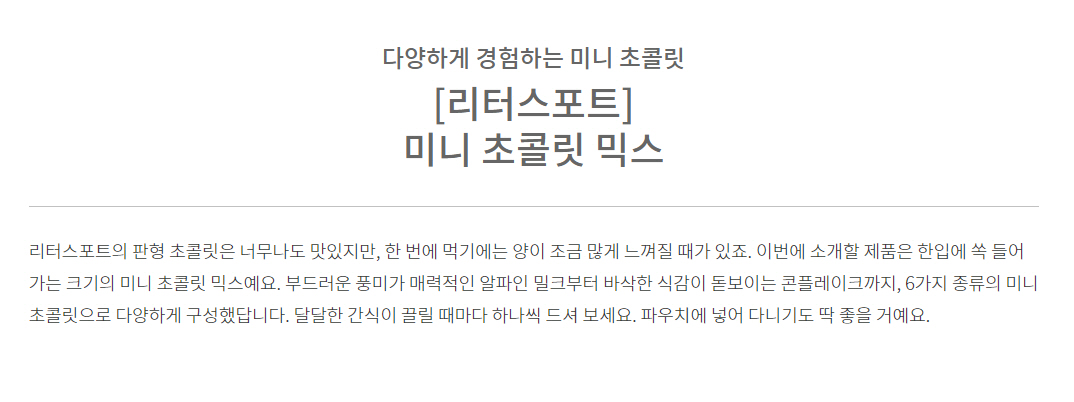 다양하게 경험하는 미니 초콜릿
[리터스포트]
미니 초콜릿 믹스
리터스포트의 판형 초콜릿은 너무나도 맛있지만, 한 번에 먹기에는 양이 조금 많게 느껴질 때가 있죠. 이번에 소개할 제품은 한입에 쏙 들어
가는 크기의 미니 초콜릿 믹스예요. 부드러운 풍미가 매력적인 알파인 밀크부터 바삭한 식감이 돋보이는 콘플레이크까지, 6가지 종류의 미니
초콜릿으로 다양하게 구성했답니다. 달달한 간식이 끌릴 때마다 하나씩 드셔 보세요. 파우치에 넣어 다니기도 딱 좋을 거예요.